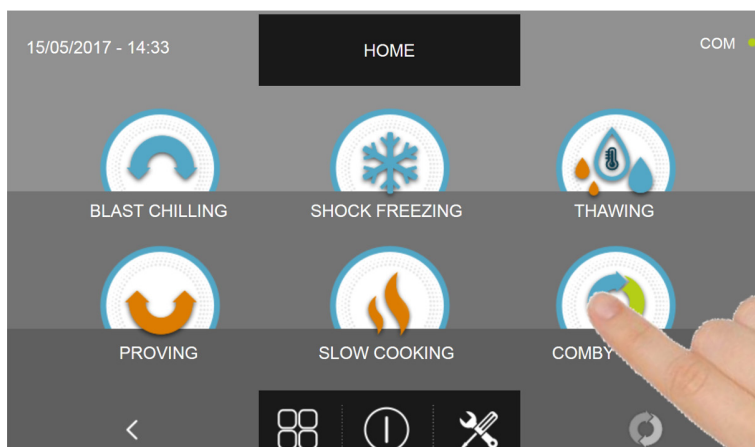 15/05/2017 - 14:33
HOME
COM
BLAST CHILLING
SHOCK FREEZING
THAWING
PROVING
SLOW COOKING
COMBY